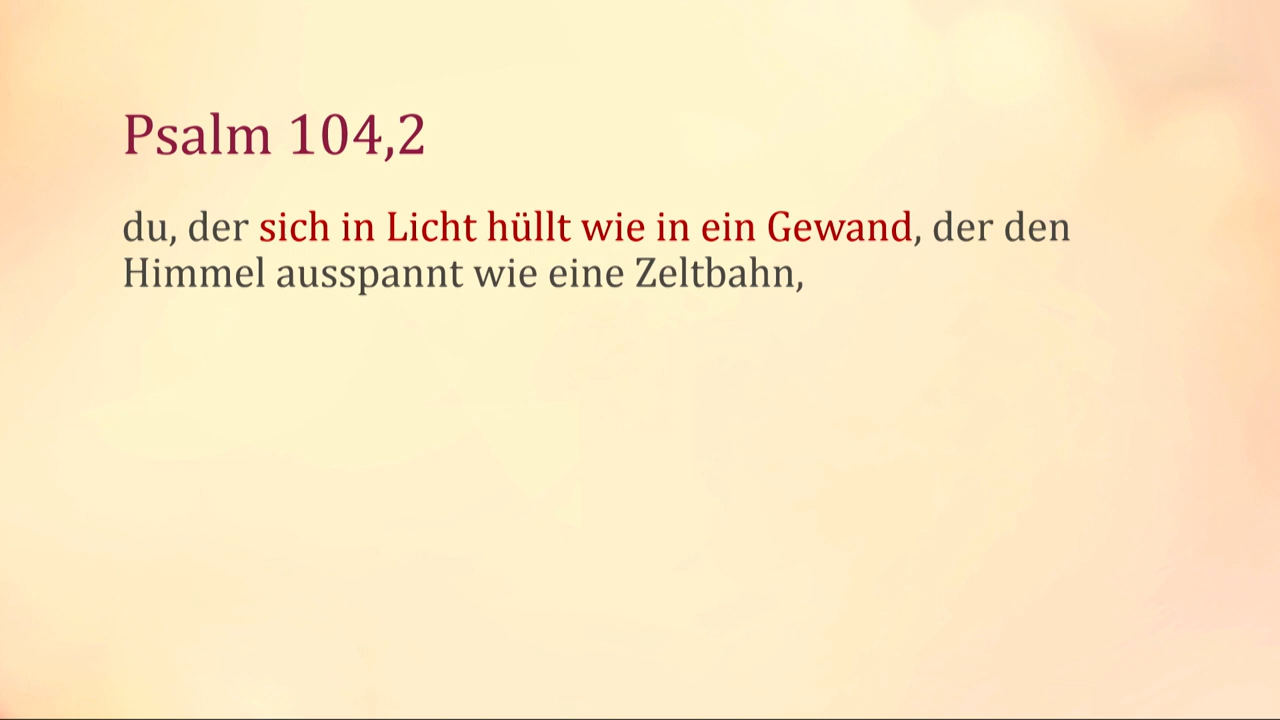 Psalm 104,2
du, der sich in Licht hüllt wie in ein Gewand, der den
Himmel ausspannt wie eine Zeltbahn,